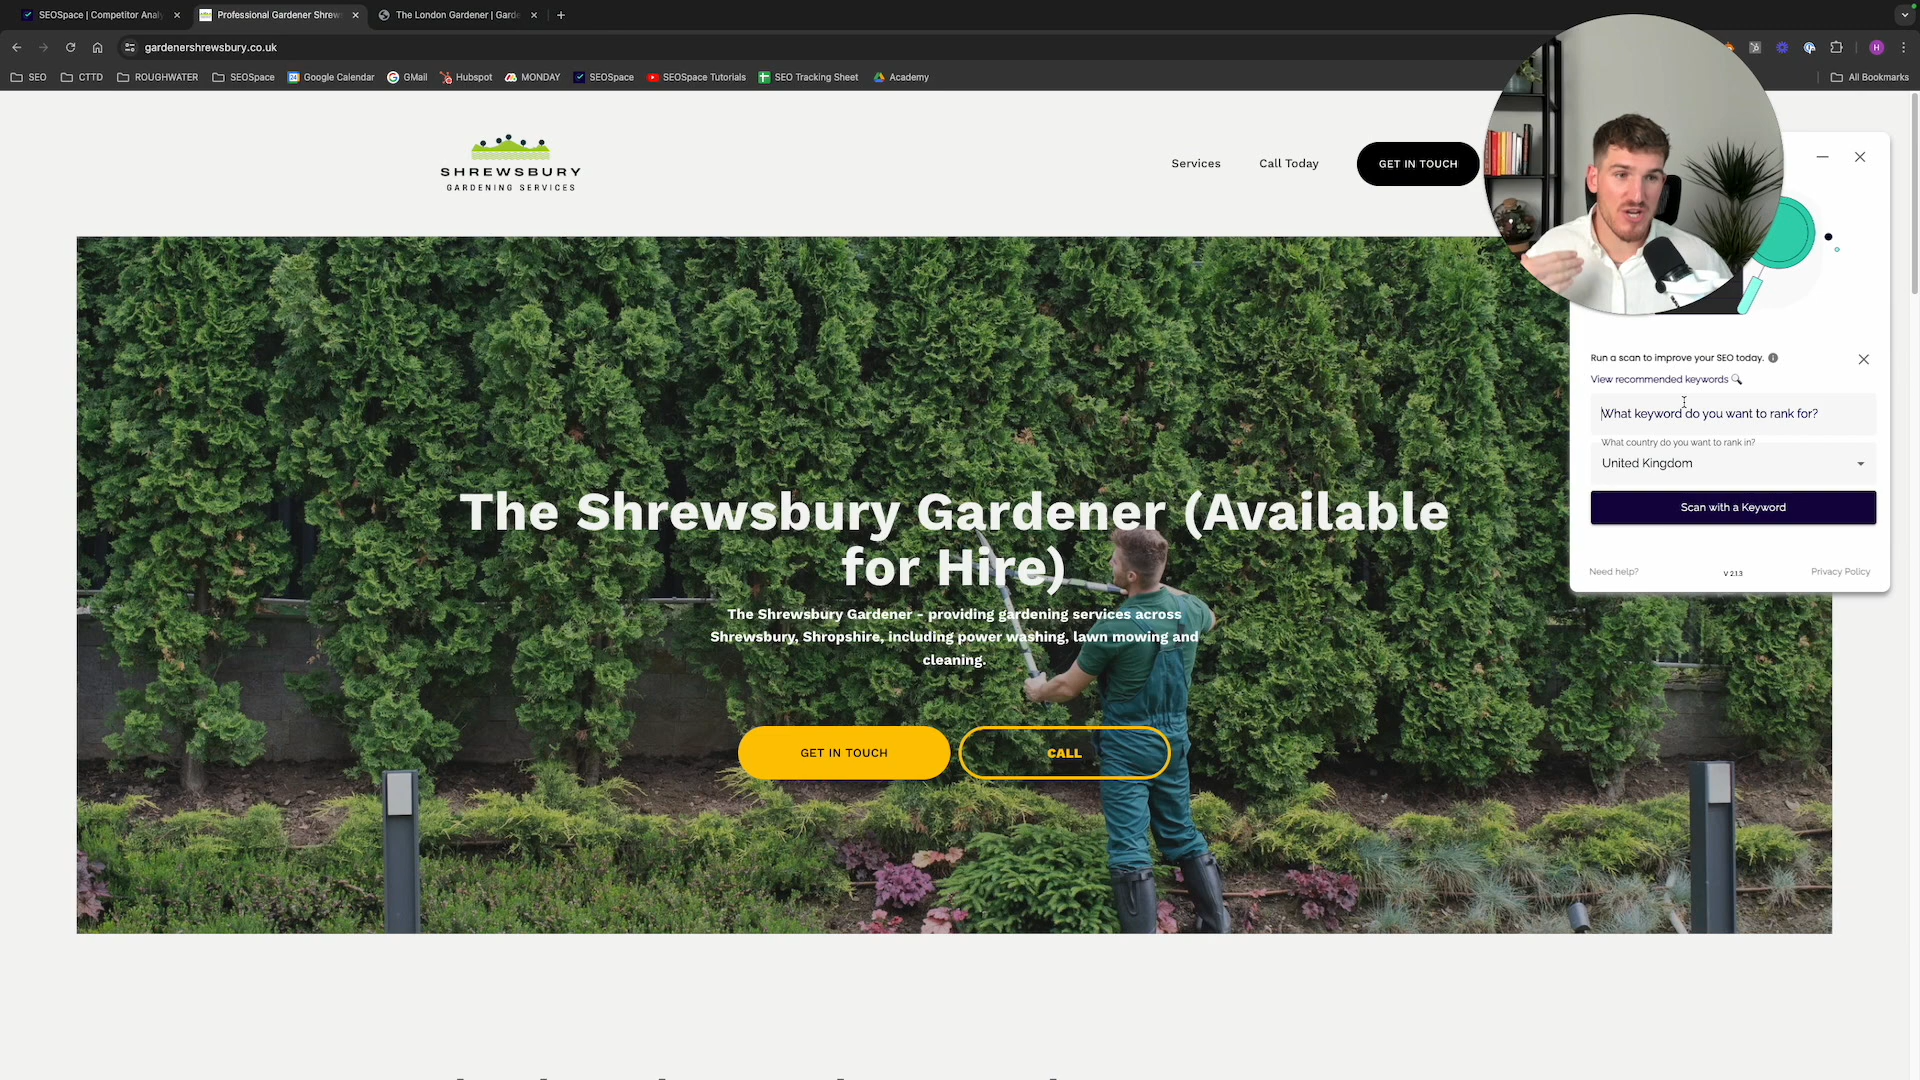 SEOSpace | Competitor Analy
Professional Gardener Shrews
The London Gardener | Garde
gardenershrewsbury.co.uk
H
SEO
CTTD
ROUGHWATER
SEOSpace
Google Calendar
GMail
Hubspot
MONDAY
SEOSpace
SEOSpace Tutorials
SEO Tracking Sheet
Academy
All Bookmarks
SHREWSBURY
GARDENING SERVICES
Services
Call Today
GET IN TOUCH
The Shrewsbury Gardener (Available
for Hire)
The Shrewsbury Gardener - providing gardening services across
Shrewsbury, Shropshire, including power washing, lawn mowing and
cleaning.
GET IN TOUCH
CALL
Run a scan to improve your SEO today.
View recommended keywords
What keyword do you want to rank for?
What country do you want to rank in?
United Kingdom
Scan with a Keyword
Need help?
V 2.1.3
Privacy Policy